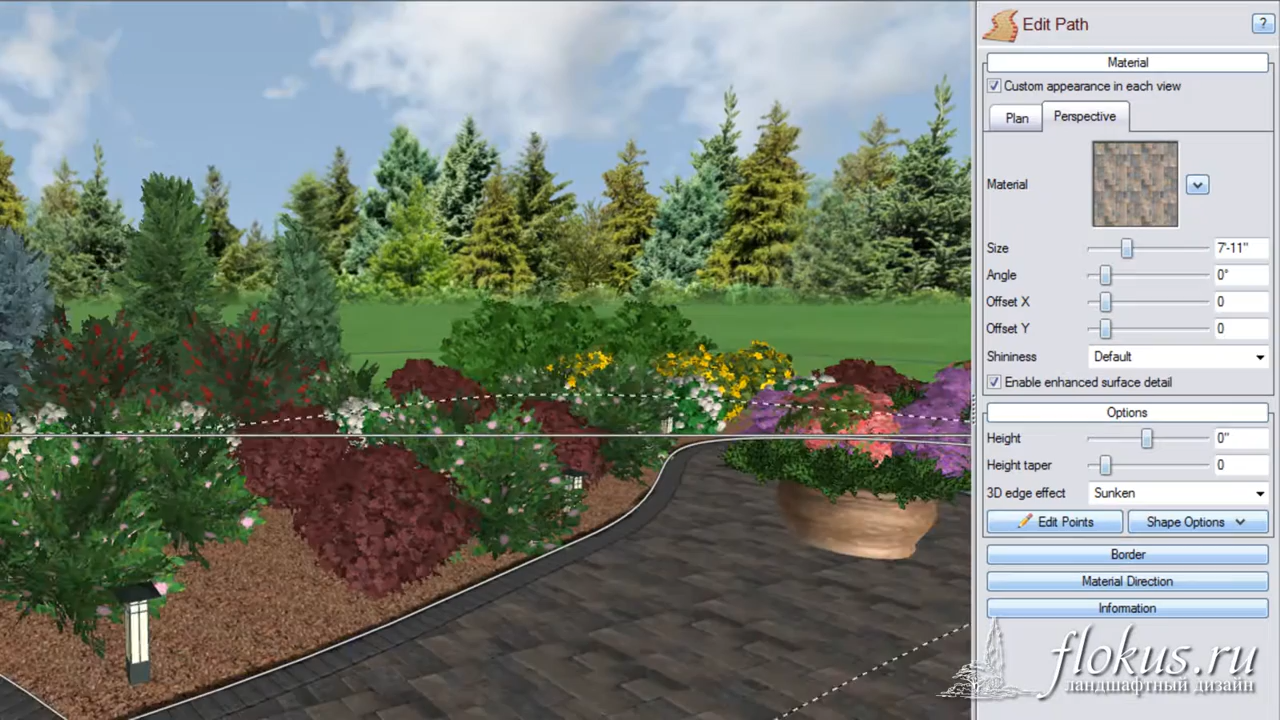 Edit Path
?
Material
Custom appearance in each view
Plan Perspective
Material
Size 7'-11"
Angle 0°
Offset X 0
Offset Y 0
Shininess Default
Enable enhanced surface detail
Options
Height 0"
Height taper 0
3D edge effect Sunken
Edit Points Shape Options
Border
Material Direction
Information
flokus.ru
ландшафтный дизайн